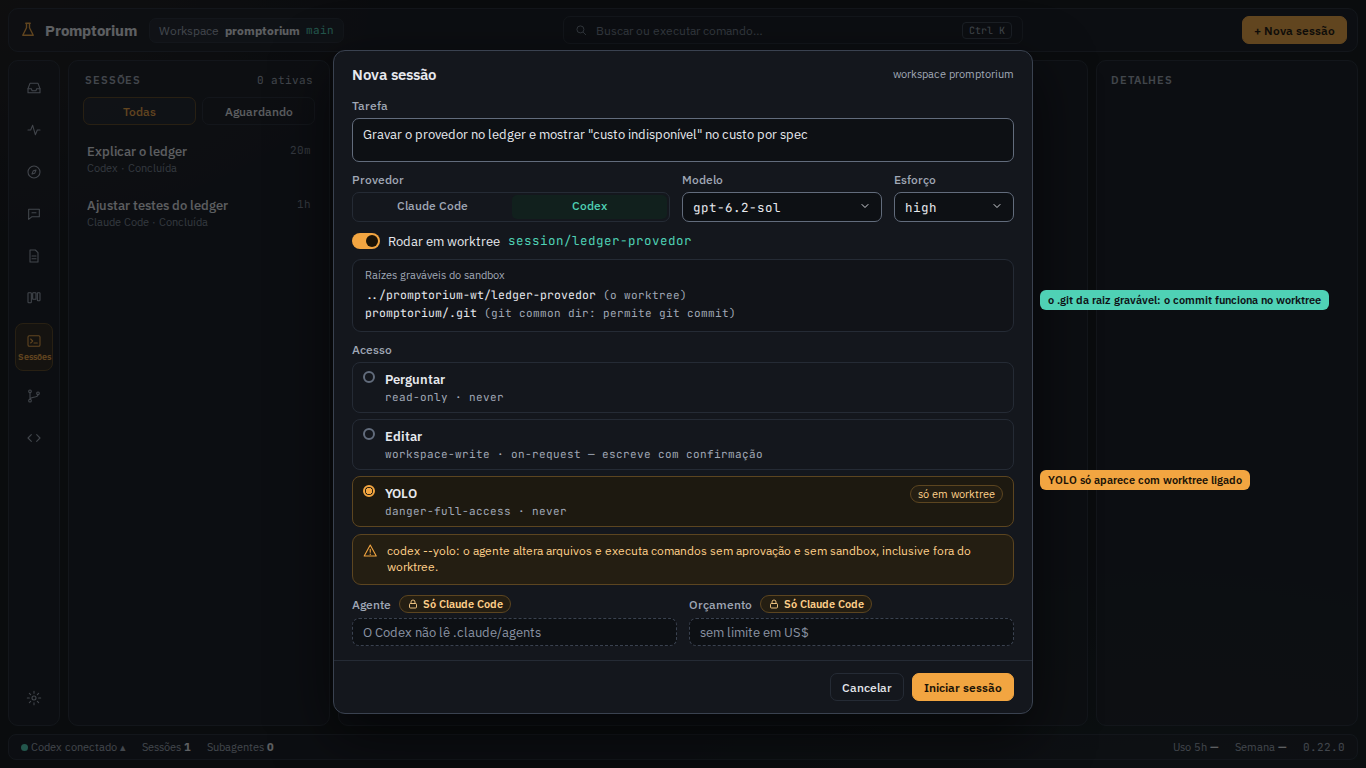 Promptorium
Workspace promptorium main
Buscar ou executar comando...
Ctrl K
+ Nova sessão
SESSÕES
0 ativas
Todas
Aguardando
Explicar o ledger
20m
Codex · Concluída
Ajustar testes do ledger
1h
Claude Code · Concluída
Sessões
DETALHES
Nova sessão
workspace promptorium
Tarefa
Gravar o provedor no ledger e mostrar "custo indisponível" no custo por spec
Provedor
Modelo
Esforço
Claude Code
Codex
gpt-6.2-sol
high
Rodar em worktree session/ledger-provedor
Raízes graváveis do sandbox
../promptorium-wt/ledger-provedor (o worktree)
promptorium/.git (git common dir: permite git commit)
o .git da raiz gravável: o commit funciona no worktree
Acesso
Perguntar
read-only · never
Editar
workspace-write · on-request — escreve com confirmação
YOLO só aparece com worktree ligado
YOLO
só em worktree
danger-full-access · never
codex --yolo: o agente altera arquivos e executa comandos sem aprovação e sem sandbox, inclusive fora do
worktree.
Agente
Só Claude Code
Orçamento
Só Claude Code
O Codex não lê .claude/agents
sem limite em US$
Cancelar
Iniciar sessão
Codex conectado ▴
Sessões 1
Subagentes 0
Uso 5h —
Semana —
0.22.0